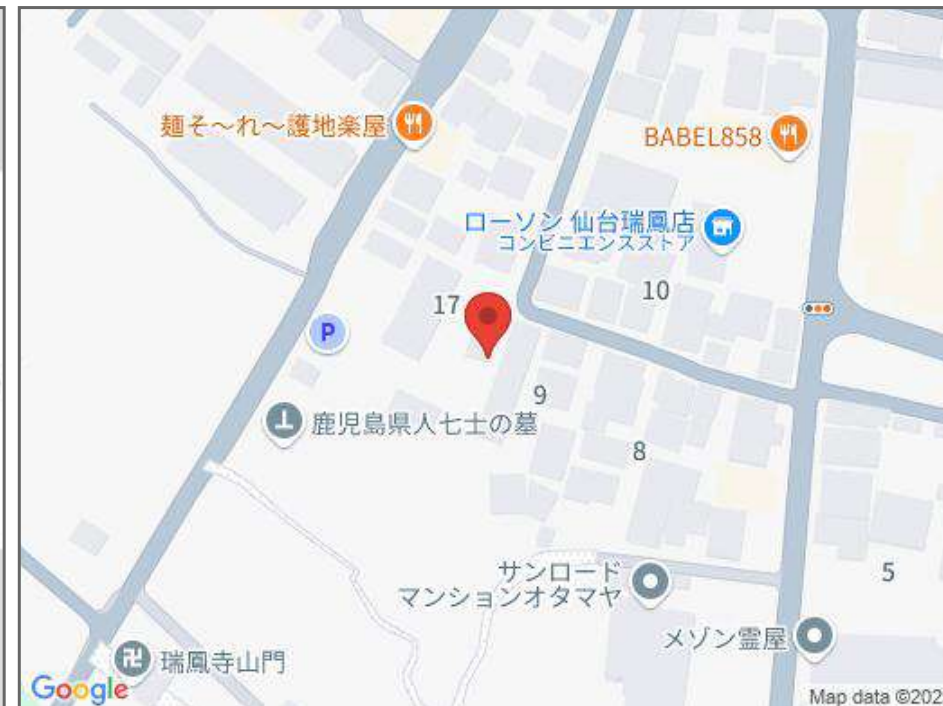 麺そ～れ～護地楽屋
BABEL858
ローソン 仙台瑞鳳店
コンビニエンスストア
17
10
P
9
鹿児島県人七士の墓
8
サンロード
マンションオタマヤ
5
メゾン霊屋
瑞鳳寺山門
Google
Map data ©202